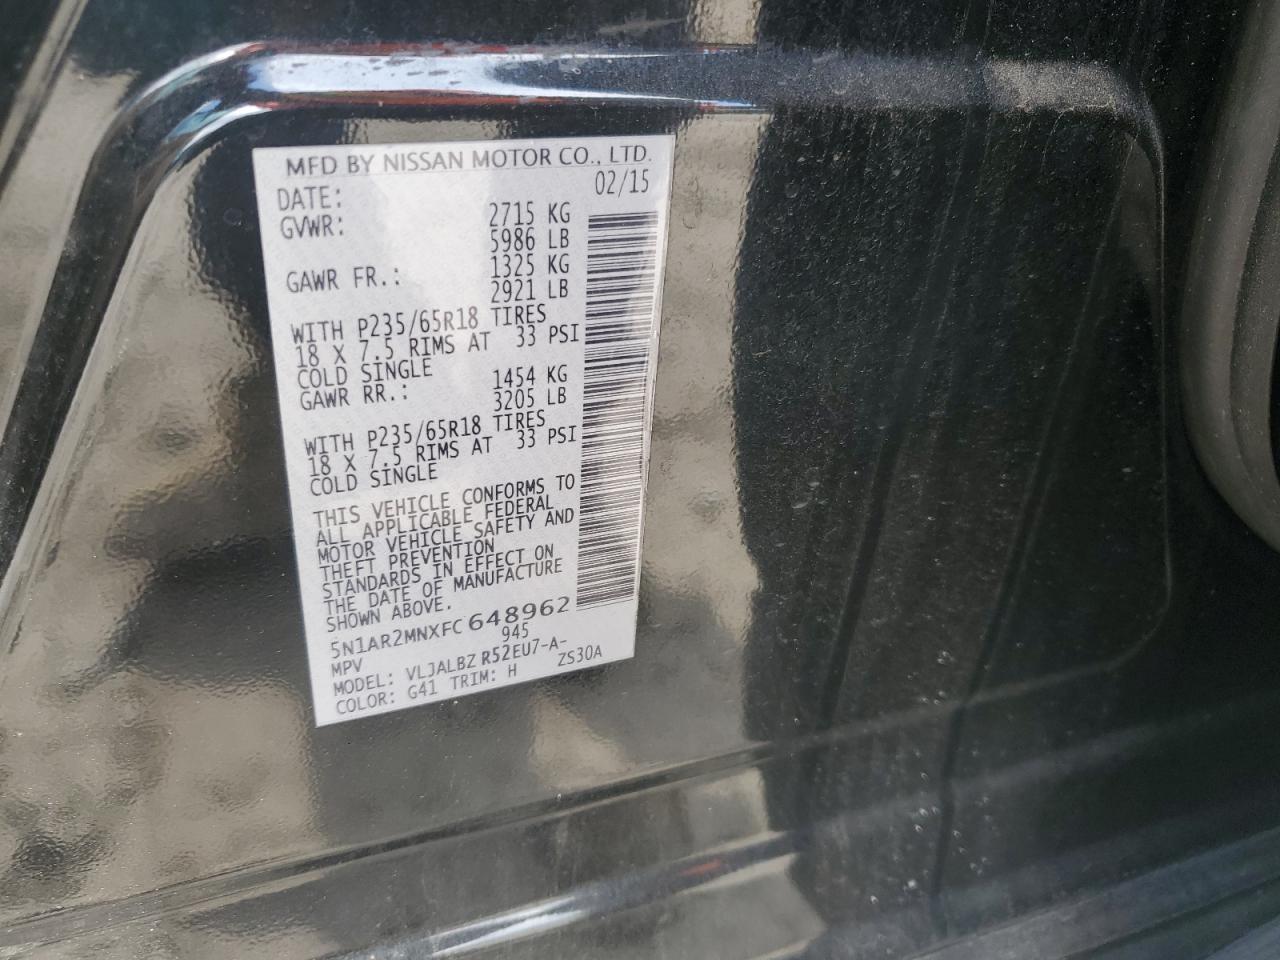 MFD BY NISSAN MOTOR CO., LTD.
DATE: 02/15
GVWR: 2715 KG
5986 LB
GAWR FR.: 1325 KG
2921 LB
WITH P235/65R18 TIRES
18 X 7.5 RIMS AT 33 PSI
COLD SINGLE
GAWR RR.: 1454 KG
3205 LB
WITH P235/65R18 TIRES
18 X 7.5 RIMS AT 33 PSI
COLD SINGLE
THIS VEHICLE CONFORMS TO
ALL APPLICABLE FEDERAL
MOTOR VEHICLE SAFETY AND
THEFT PREVENTION
STANDARDS IN EFFECT ON
THE DATE OF MANUFACTURE
SHOWN ABOVE.
5N1AR2MNXFC648962
MPV 945
MODEL: VLJALBZ R52EU7-A-
COLOR: G41 TRIM: H ZS30A